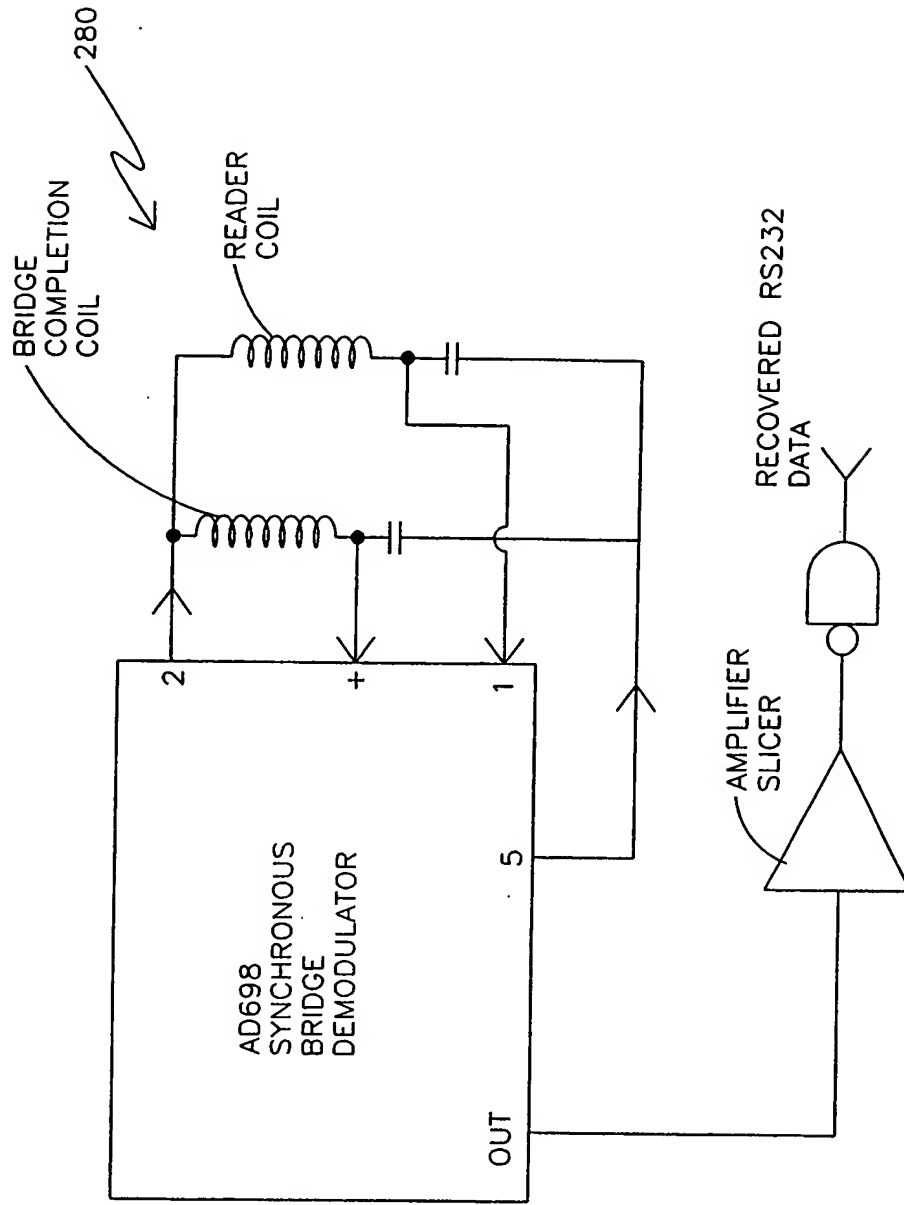 280
BRIDGE
COMPLETION
COIL
READER
COIL
2
+
1
AD698
SYNCHRONOUS
BRIDGE
DEMODULATOR
5
OUT
AMPLIFIER
SLICER
RECOVERED RS232
DATA